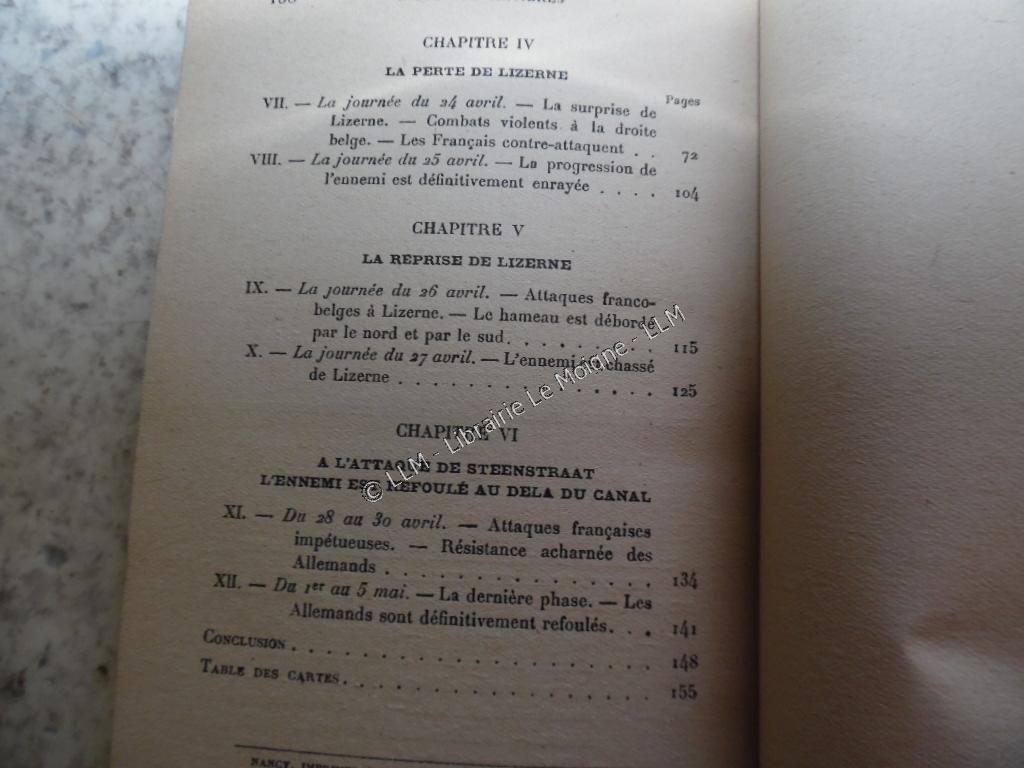 CHAPITRE IV
LA PERTE DE LIZERNE
Pages
VII. — La journée du 24 avril. — La surprise de
Lizerne. — Combats violents à la droite
belge. — Les Français contre-attaquent . . 72
VIII. — La journée du 25 avril. — La progression de
l'ennemi est définitivement enrayée . . . . 104
CHAPITRE V
LA REPRISE DE LIZERNE
IX. — La journée du 26 avril. — Attaques franco-
belges à Lizerne. — Le hameau est débordé
par le nord et par le sud. . . . . . . . . 115
X. — La journée du 27 avril. — L'ennemi chassé
de Lizerne . . . . . . . . . . . . . . 125
CHAPITRE VI
A L'ATTAQUE DE STEENSTRAAT
L'ENNEMI EST REFOULÉ AU DELA DU CANAL
XI. — Du 28 au 30 avril. — Attaques françaises
impétueuses. — Résistance acharnée des
Allemands . . . . . . . . . . . . . . . 134
XII. — Du 1er au 5 mai. — La dernière phase. — Les
Allemands sont définitivement refoulés. . . . 141
CONCLUSION . . . . . . . . . . . . . . . . . . . 148
TABLE DES CARTES. . . . . . . . . . . . . . . . 155
NANCY,
© LLM - Librairie Le Moigne - LLM